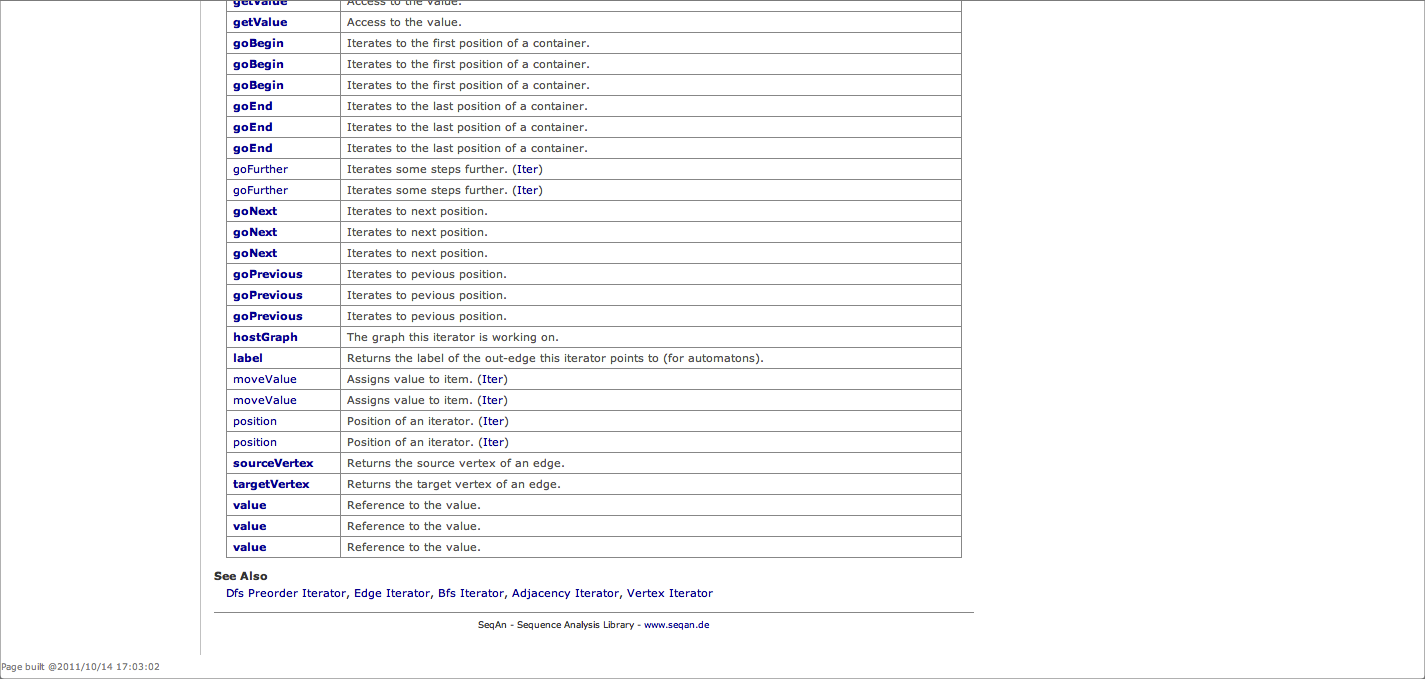 getValue Access to the value.
getValue Access to the value.
goBegin Iterates to the first position of a container.
goBegin Iterates to the first position of a container.
goBegin Iterates to the first position of a container.
goEnd Iterates to the last position of a container.
goEnd Iterates to the last position of a container.
goEnd Iterates to the last position of a container.
goFurther Iterates some steps further. (Iter)
goFurther Iterates some steps further. (Iter)
goNext Iterates to next position.
goNext Iterates to next position.
goNext Iterates to next position.
goPrevious Iterates to pevious position.
goPrevious Iterates to pevious position.
goPrevious Iterates to pevious position.
hostGraph The graph this iterator is working on.
label Returns the label of the out-edge this iterator points to (for automatons).
moveValue Assigns value to item. (Iter)
moveValue Assigns value to item. (Iter)
position Position of an iterator. (Iter)
position Position of an iterator. (Iter)
sourceVertex Returns the source vertex of an edge.
targetVertex Returns the target vertex of an edge.
value Reference to the value.
value Reference to the value.
value Reference to the value.
See Also
Dfs Preorder Iterator, Edge Iterator, Bfs Iterator, Adjacency Iterator, Vertex Iterator
SeqAn - Sequence Analysis Library - www.seqan.de
Page built @2011/10/14 17:03:02